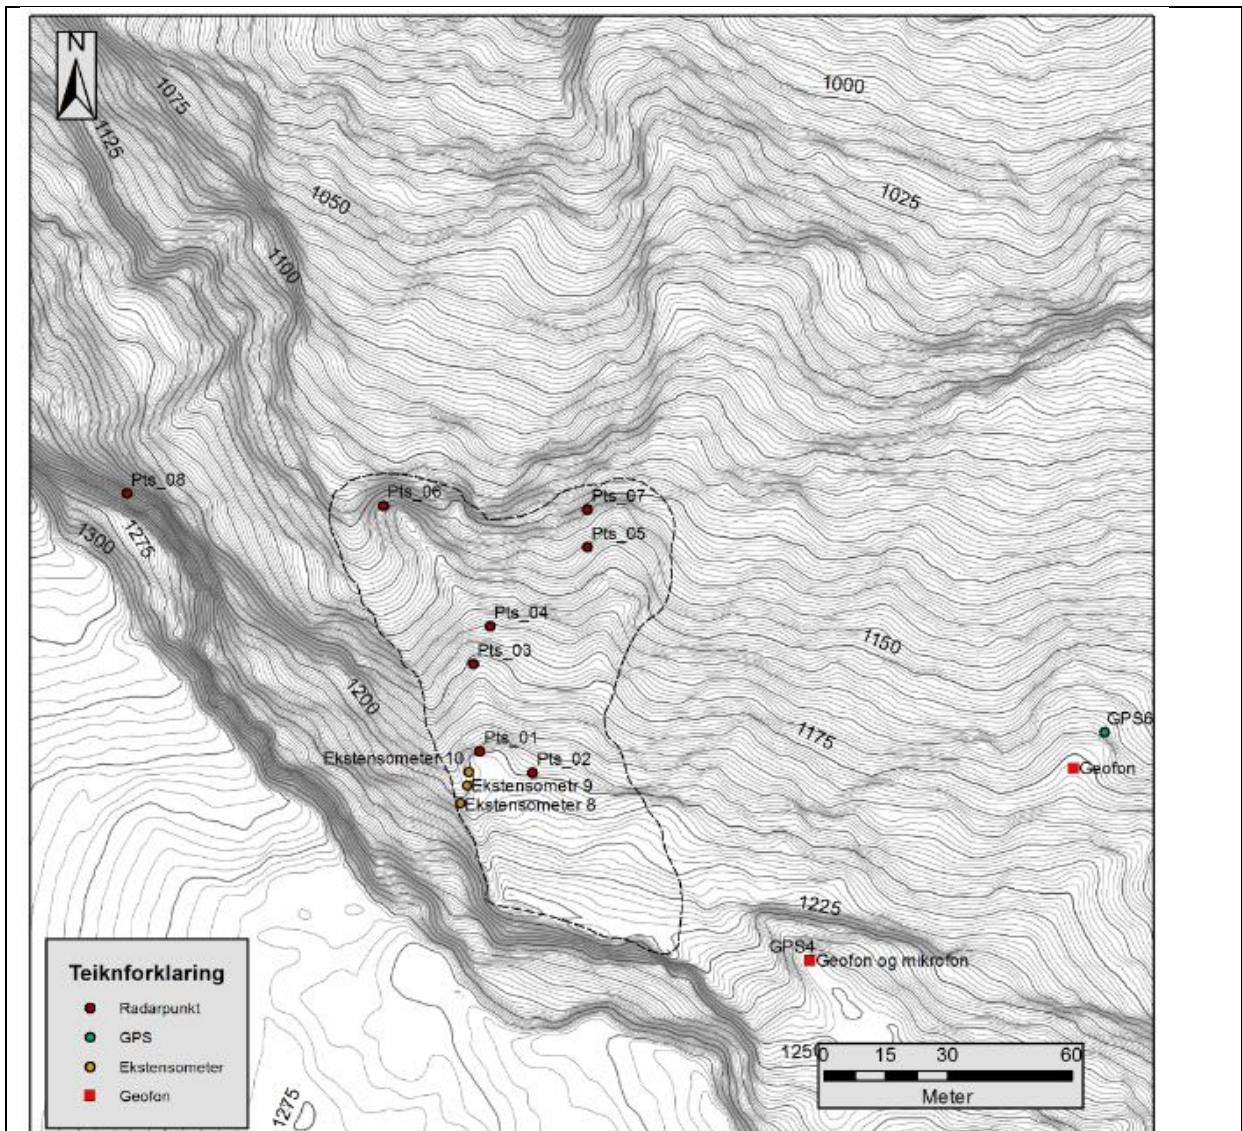 N
1000
1075
1125
1050
1025
1100
Pts_08
Pts_06
Pts_07
1275
1300
Pts_05
Pts_04
1150
Pts_03
1200
GPS6
1175
Pts_01
Ekstensometer 10
Pts_02
Geofon
Ekstensometr 9
Ekstensometer 8
1225
GPS4
Geofon og mikrofon
Teiknforklaring
Radarpunkt
GPS
Ekstensometer
Geofon
1250
0 15 30 60
Meter
1275